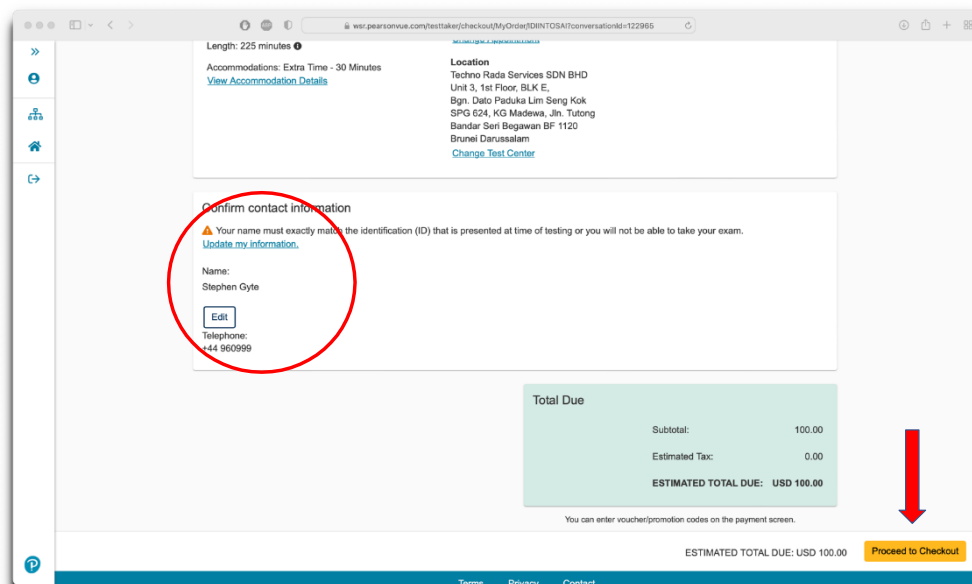 wsr.pearsonvue.com/testtaker/checkout/MyOrder/IDIINTOSAI?conversationId=122965
Length: 225 minutes
Accommodations: Extra Time - 30 Minutes
View Accommodation Details
Change Appointment
Location
Techno Rada Services SDN BHD
Unit 3, 1st Floor, BLK E,
Bgn. Dato Paduka Lim Seng Kok
SPG 624, KG Madewa, Jln. Tutong
Bandar Seri Begawan BF 1120
Brunei Darussalam
Change Test Center
Confirm contact information
Your name must exactly match the identification (ID) that is presented at time of testing or you will not be able to take your exam.
Update my information.
Name:
Stephen Gyte
Edit
Telephone:
+44 960999
Total Due
Subtotal: 100.00
Estimated Tax: 0.00
ESTIMATED TOTAL DUE: USD 100.00
You can enter voucher/promotion codes on the payment screen.
ESTIMATED TOTAL DUE: USD 100.00
Proceed to Checkout
Terms Privacy Contact